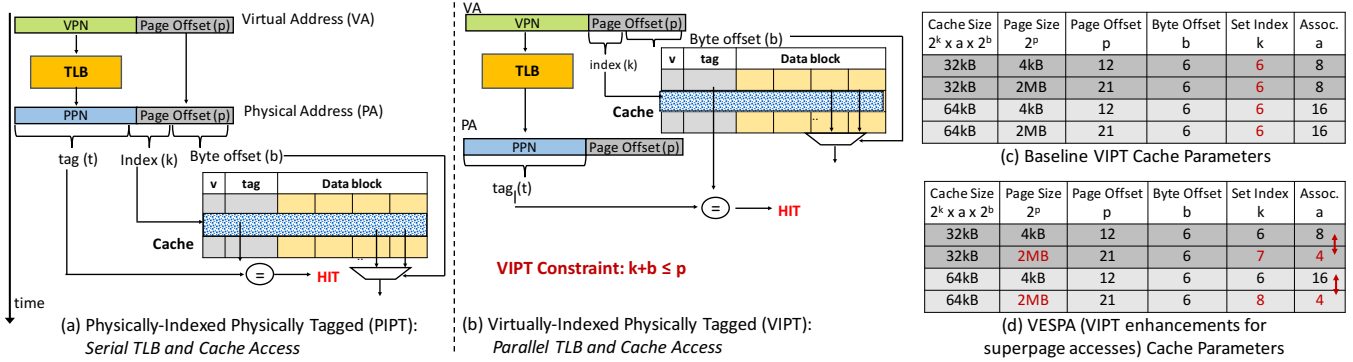 Virtual Address (VA)
VPN
Page Offset (p)
TLB
Physical Address (PA)
PPN
Page Offset (p)
tag (t)
Index (k)
Byte offset (b)
v
tag
Data block
Cache
..
=
HIT
time
(a) Physically-Indexed Physically Tagged (PIPT):
Serial TLB and Cache Access
VA
VPN
Page Offset (p)
Byte offset (b)
index (k)
TLB
v
tag
Data block
Cache
..
PA
PPN
Page Offset (p)
tag (t)
=
HIT
VIPT Constraint: k+b ≤ p
(b) Virtually-Indexed Physically Tagged (VIPT):
Parallel TLB and Cache Access
Cache Size Page Size Page Offset Byte Offset Set Index Assoc.
2^k x a x 2^b 2^p p b k a
32kB 4kB 12 6 6 8
32kB 2MB 21 6 6 8
64kB 4kB 12 6 6 16
64kB 2MB 21 6 6 16
(c) Baseline VIPT Cache Parameters
Cache Size Page Size Page Offset Byte Offset Set Index Assoc.
2^k x a x 2^b 2^p p b k a
32kB 4kB 12 6 6 8
32kB 2MB 21 6 7 4
64kB 4kB 12 6 6 16
64kB 2MB 21 6 8 4
(d) VESPA (VIPT enhancements for
superpage accesses) Cache Parameters